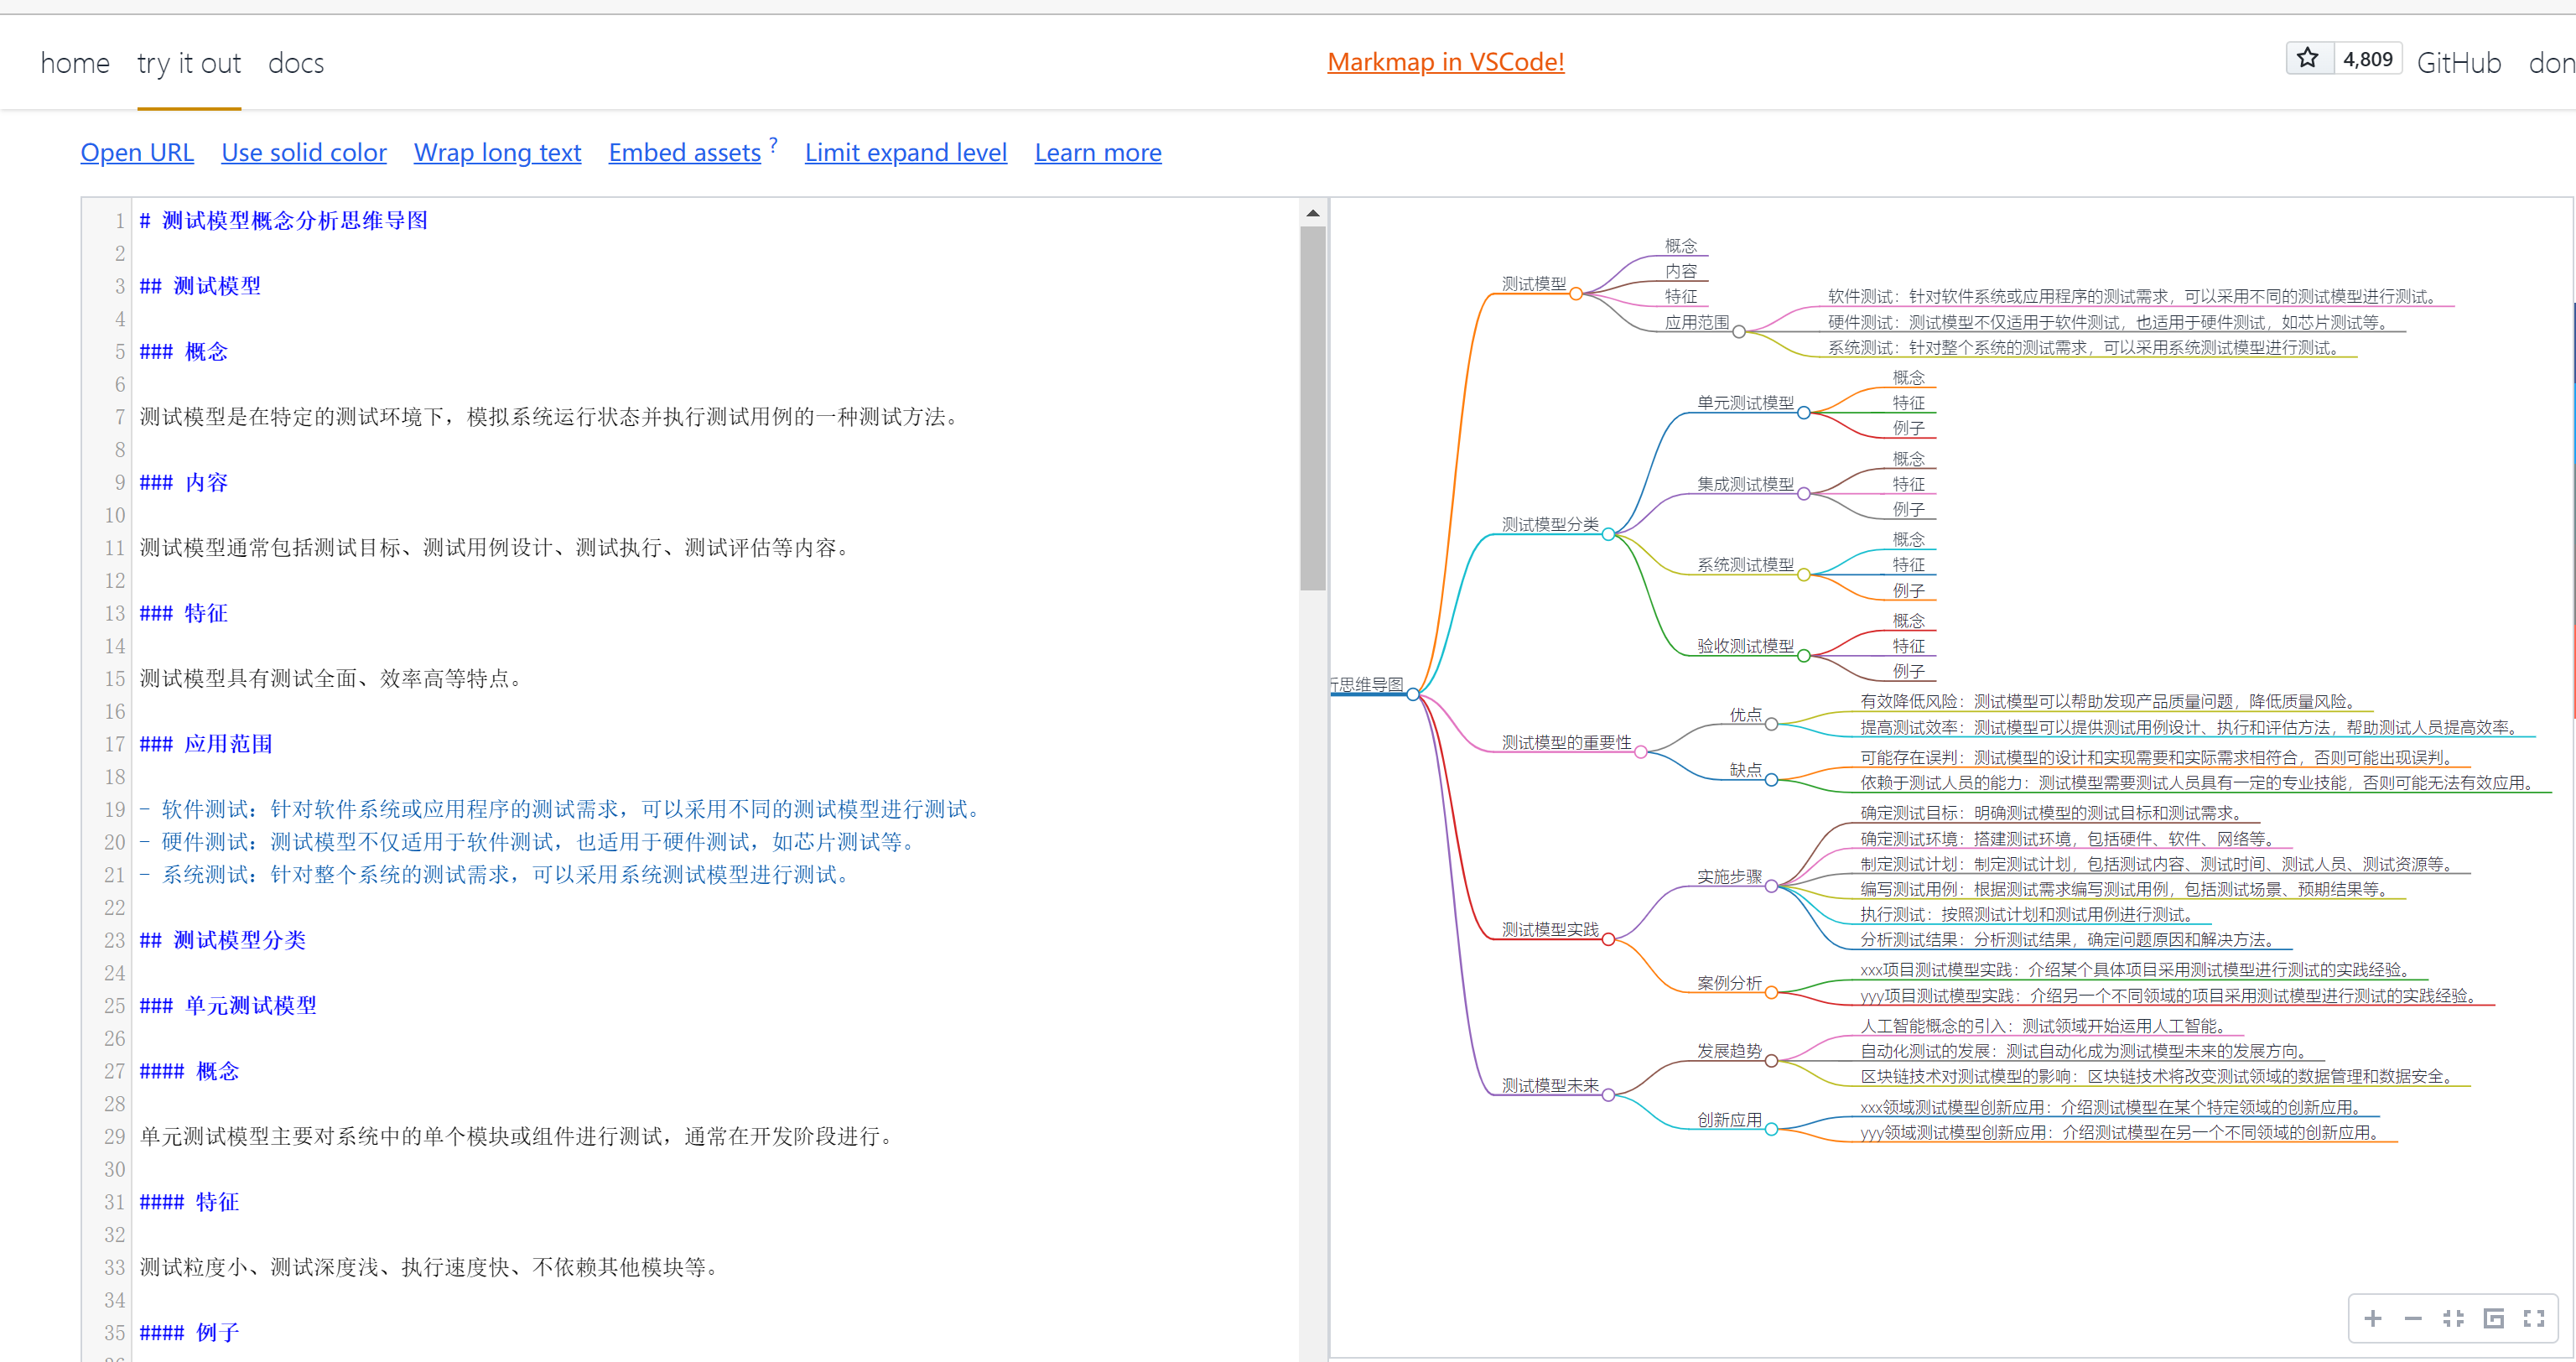 home try it out docs Markmap in VSCode! 4,809 GitHub don
Open URL Use solid color Wrap long text Embed assets ? Limit expand level Learn more
1 # 测试模型概念分析思维导图
2
3 ## 测试模型
4
5 ### 概念
6
7 测试模型是在特定的测试环境下，模拟系统运行状态并执行测试用例的一种测试方法。
8
9 ### 内容
10
11 测试模型通常包括测试目标、测试用例设计、测试执行、测试评估等内容。
12
13 ### 特征
14
15 测试模型具有测试全面、效率高等特点。
16
17 ### 应用范围
18
19 - 软件测试：针对软件系统或应用程序的测试需求，可以采用不同的测试模型进行测试。
20 - 硬件测试：测试模型不仅适用于软件测试，也适用于硬件测试，如芯片测试等。
21 - 系统测试：针对整个系统的测试需求，可以采用系统测试模型进行测试。
22
23 ## 测试模型分类
24
25 ### 单元测试模型
26
27 #### 概念
28
29 单元测试模型主要对系统中的单个模块或组件进行测试，通常在开发阶段进行。
30
31 #### 特征
32
33 测试粒度小、测试深度浅、执行速度快、不依赖其他模块等。
34
35 #### 例子
析思维导图
测试模型
概念
内容
特征
应用范围
软件测试：针对软件系统或应用程序的测试需求，可以采用不同的测试模型进行测试。
硬件测试：测试模型不仅适用于软件测试，也适用于硬件测试，如芯片测试等。
系统测试：针对整个系统的测试需求，可以采用系统测试模型进行测试。
测试模型分类
单元测试模型
概念
特征
例子
集成测试模型
概念
特征
例子
系统测试模型
概念
特征
例子
验收测试模型
概念
特征
例子
测试模型的重要性
优点
有效降低风险：测试模型可以帮助发现产品质量问题，降低质量风险。
提高测试效率：测试模型可以提供测试用例设计、执行和评估方法，帮助测试人员提高效率。
缺点
可能存在误判：测试模型的设计和实现需要和实际需求相符合，否则可能出现误判。
依赖于测试人员的能力：测试模型需要测试人员具有一定的专业技能，否则可能无法有效应用。
测试模型实践
实施步骤
确定测试目标：明确测试模型的测试目标和测试需求。
确定测试环境：搭建测试环境，包括硬件、软件、网络等。
制定测试计划：制定测试计划，包括测试内容、测试时间、测试人员、测试资源等。
编写测试用例：根据测试需求编写测试用例，包括测试场景、预期结果等。
执行测试：按照测试计划和测试用例进行测试。
分析测试结果：分析测试结果，确定问题原因和解决方法。
案例分析
xxx项目测试模型实践：介绍某个具体项目采用测试模型进行测试的实践经验。
yyy项目测试模型实践：介绍另一个不同领域的项目采用测试模型进行测试的实践经验。
测试模型未来
发展趋势
人工智能概念的引入：测试领域开始运用人工智能。
自动化测试的发展：测试自动化成为测试模型未来的发展方向。
区块链技术对测试模型的影响：区块链技术将改变测试领域的数据管理和数据安全。
创新应用
xxx领域测试模型创新应用：介绍测试模型在某个特定领域的创新应用。
yyy领域测试模型创新应用：介绍测试模型在另一个不同领域的创新应用。